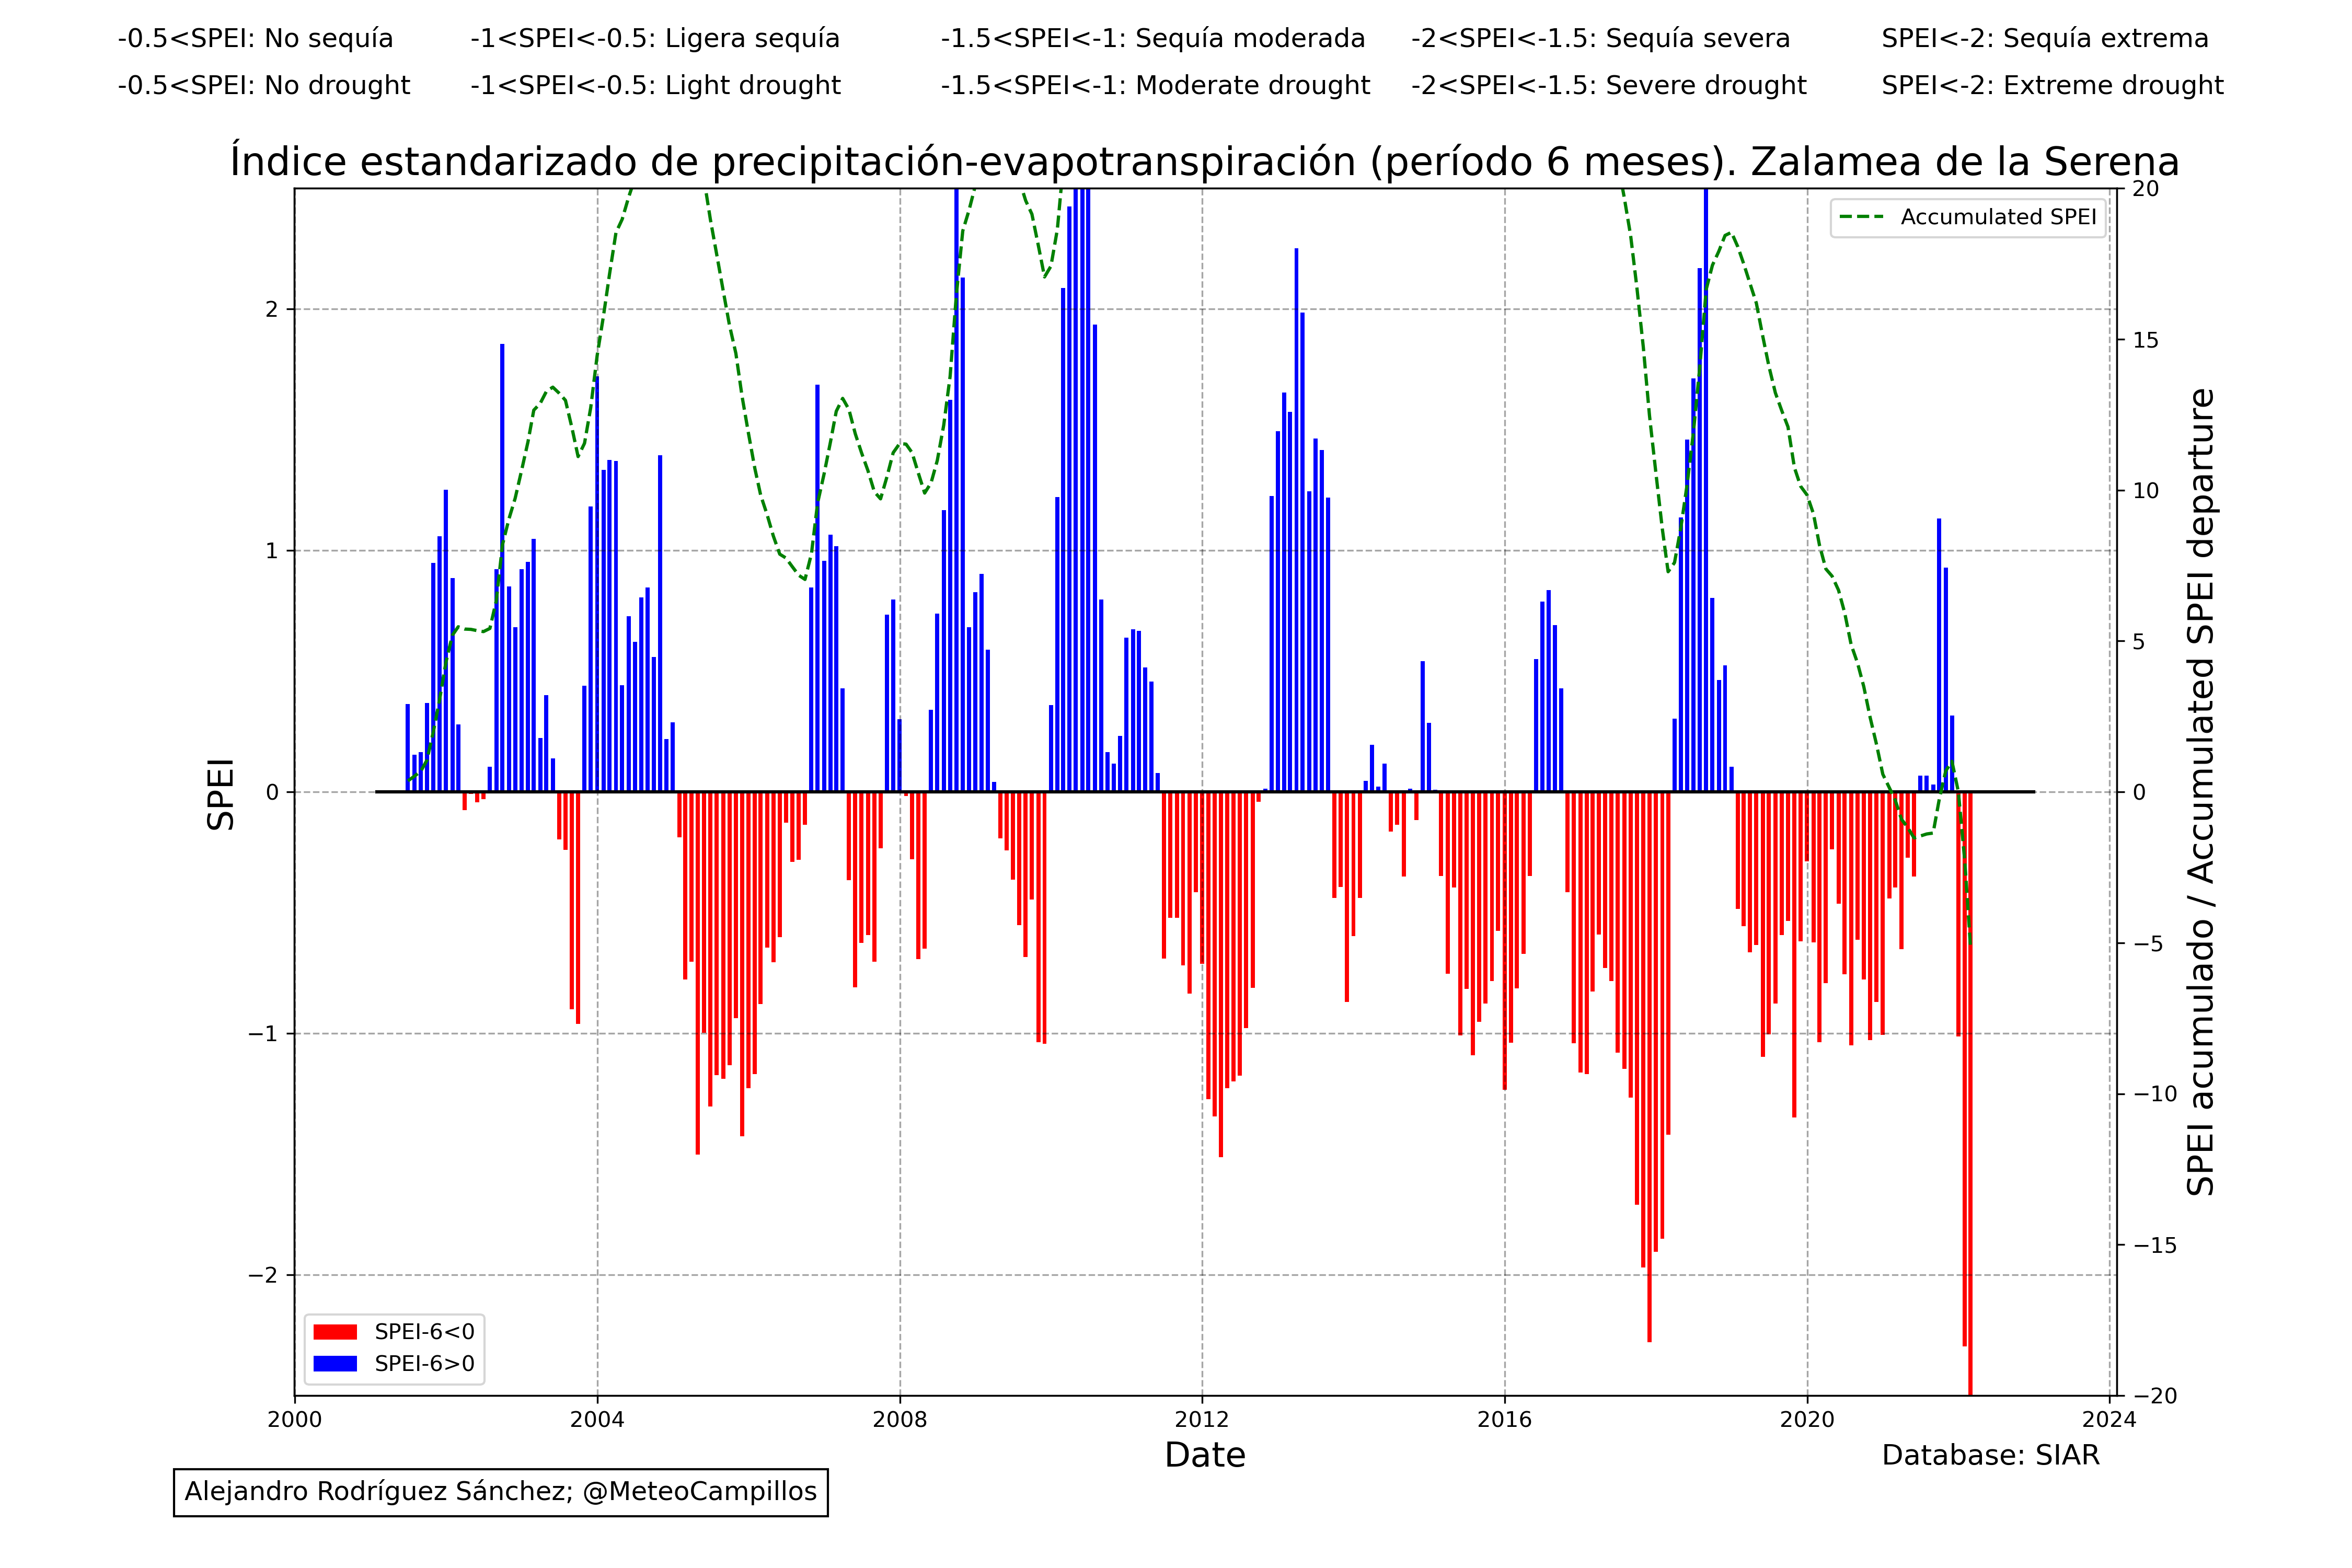 -0.5<SPEI: No sequía -1<SPEI<-0.5: Ligera sequía -1.5<SPEI<-1: Sequía moderada -2<SPEI<-1.5: Sequía severa SPEI<-2: Sequía extrema
-0.5<SPEI: No drought -1<SPEI<-0.5: Light drought -1.5<SPEI<-1: Moderate drought -2<SPEI<-1.5: Severe drought SPEI<-2: Extreme drought
Índice estandarizado de precipitación-evapotranspiración (período 6 meses). Zalamea de la Serena
Accumulated SPEI
2
1
0
−1
−2
SPEI
20
15
10
5
0
−5
−10
−15
−20
SPEI acumulado / Accumulated SPEI departure
SPEI-6<0
SPEI-6>0
2000 2004 2008 2012 2016 2020 2024
Date
Database: SIAR
Alejandro Rodríguez Sánchez; @MeteoCampillos